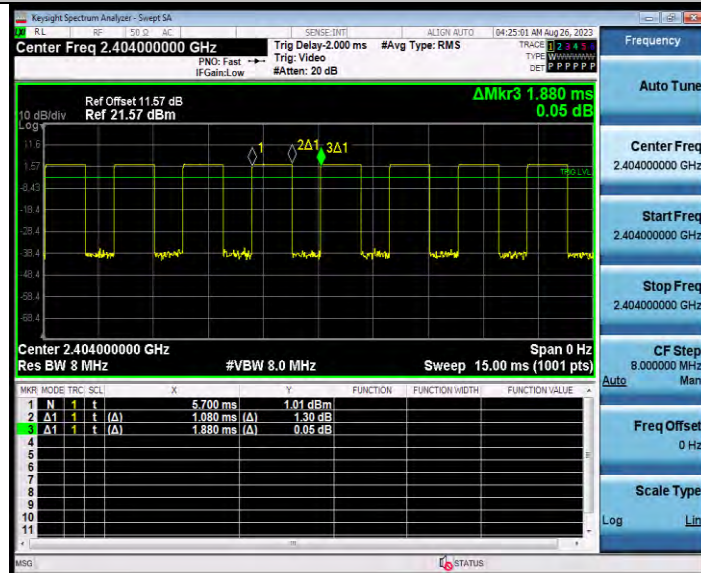 Keysight Spectrum Analyzer - Swept SA
LXI RL RF 50 Ω AC SENSE:INT ALIGN AUTO 04:25:01 AM Aug 26, 2023
Center Freq 2.404000000 GHz
PNO: Fast
IFGain:Low
Trig Delay-2.000 ms
Trig: Video
#Atten: 20 dB
#Avg Type: RMS
TRACE 1 2 3 4 5 6
TYPE W
DET P P P P P P
ΔMkr3 1.880 ms
0.05 dB
Ref Offset 11.57 dB
10 dB/div Ref 21.57 dBm
Log
11.6
1.57
-8.43
-18.4
-28.4
-38.4
-48.4
-58.4
-68.4
1 2Δ1 3Δ1
TRIG LVL
Center 2.404000000 GHz Span 0 Hz
Res BW 8 MHz #VBW 8.0 MHz Sweep 15.00 ms (1001 pts)
MKR MODE TRC SCL X Y FUNCTION FUNCTION WIDTH FUNCTION VALUE
1 N 1 t 5.700 ms 1.01 dBm
2 Δ1 1 t (Δ) 1.080 ms (Δ) 1.30 dB
3 Δ1 1 t (Δ) 1.880 ms (Δ) 0.05 dB
4
5
6
7
8
9
10
11
MSG STATUS
Frequency
Auto Tune
Center Freq
2.404000000 GHz
Start Freq
2.404000000 GHz
Stop Freq
2.404000000 GHz
CF Step
8.000000 MHz
Auto Man
Freq Offset
0 Hz
Scale Type
Log Lin